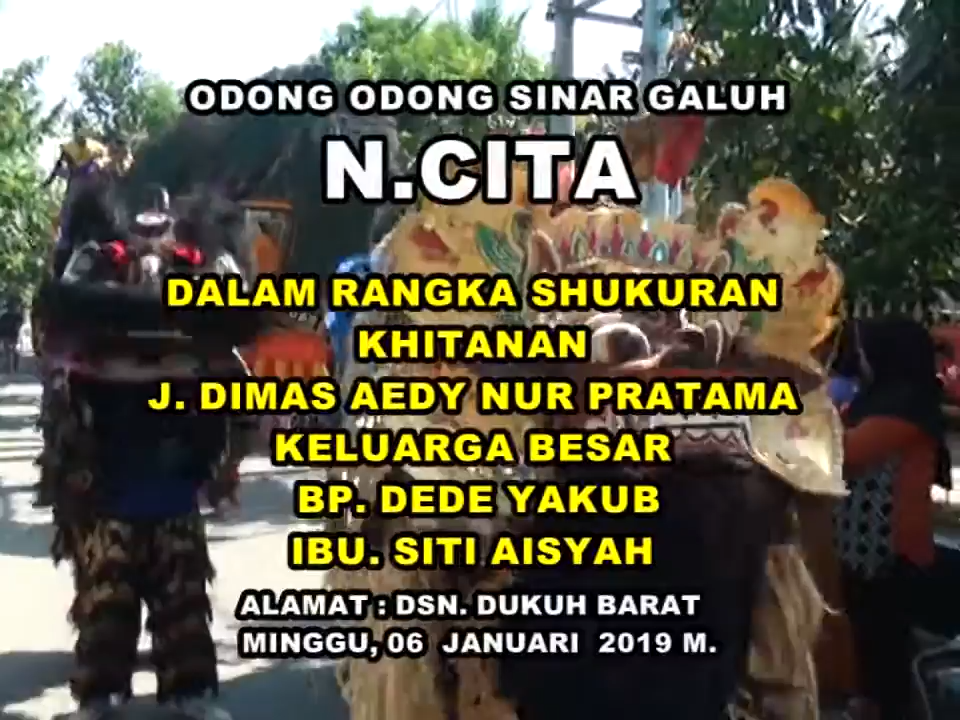 ODONG ODONG SINAR GALUH
N.CITA
DALAM RANGKA SHUKURAN
KHITANAN
J. DIMAS AEDY NUR PRATAMA
KELUARGA BESAR
BP. DEDE YAKUB
IBU. SITI AISYAH
ALAMAT : DSN. DUKUH BARAT
MINGGU, 06 JANUARI 2019 M.